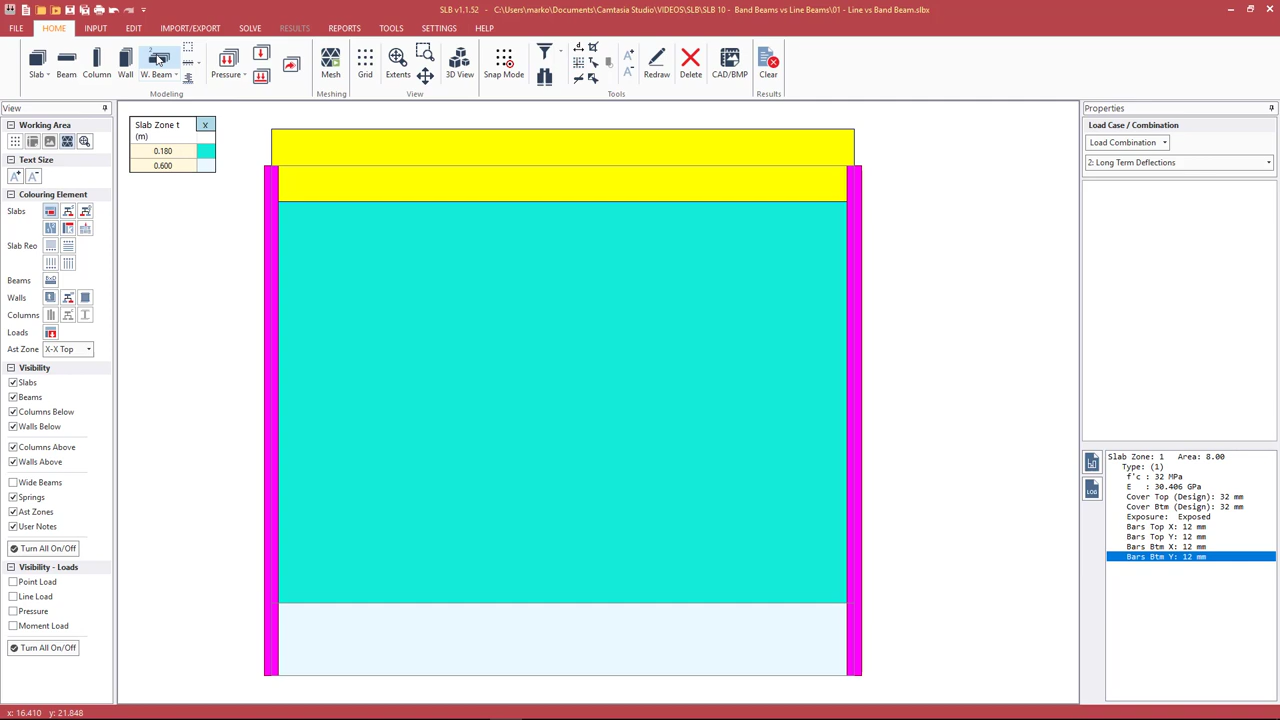 SLB v1.1.52 - C:\Users\marko\Documents\Camtasia Studio\VIDEOS\SLB\SLB 10 - Band Beams vs Line Beams\01 - Line vs Band Beam.slbx
FILE HOME INPUT EDIT IMPORT/EXPORT SOLVE RESULTS REPORTS TOOLS SETTINGS HELP
Slab Beam Column Wall W. Beam Pressure Mesh Grid Extents 3D View Snap Mode Redraw Delete CAD/BMP Clear
Modeling Meshing View Tools Results
View
Working Area
Text Size
Colouring Element
Slabs
Slab Reo
Beams
Walls
Columns
Loads
Ast Zone X-X Top
Visibility
Slabs
Beams
Columns Below
Walls Below
Columns Above
Walls Above
Wide Beams
Springs
Ast Zones
User Notes
Turn All On/Off
Visibility - Loads
Point Load
Line Load
Pressure
Moment Load
Turn All On/Off
Slab Zone t x
(m)
0.180
0.600
Properties
Load Case / Combination
Load Combination
2: Long Term Deflections
Slab Zone: 1 Area: 8.00
Type: (1)
f'c : 32 MPa
E : 30.406 GPa
Cover Top (Design): 32 mm
Cover Btm (Design): 32 mm
Exposure: Exposed
Bars Top X: 12 mm
Bars Top Y: 12 mm
Bars Btm X: 12 mm
Bars Btm Y: 12 mm
x: 16.410 y: 21.848